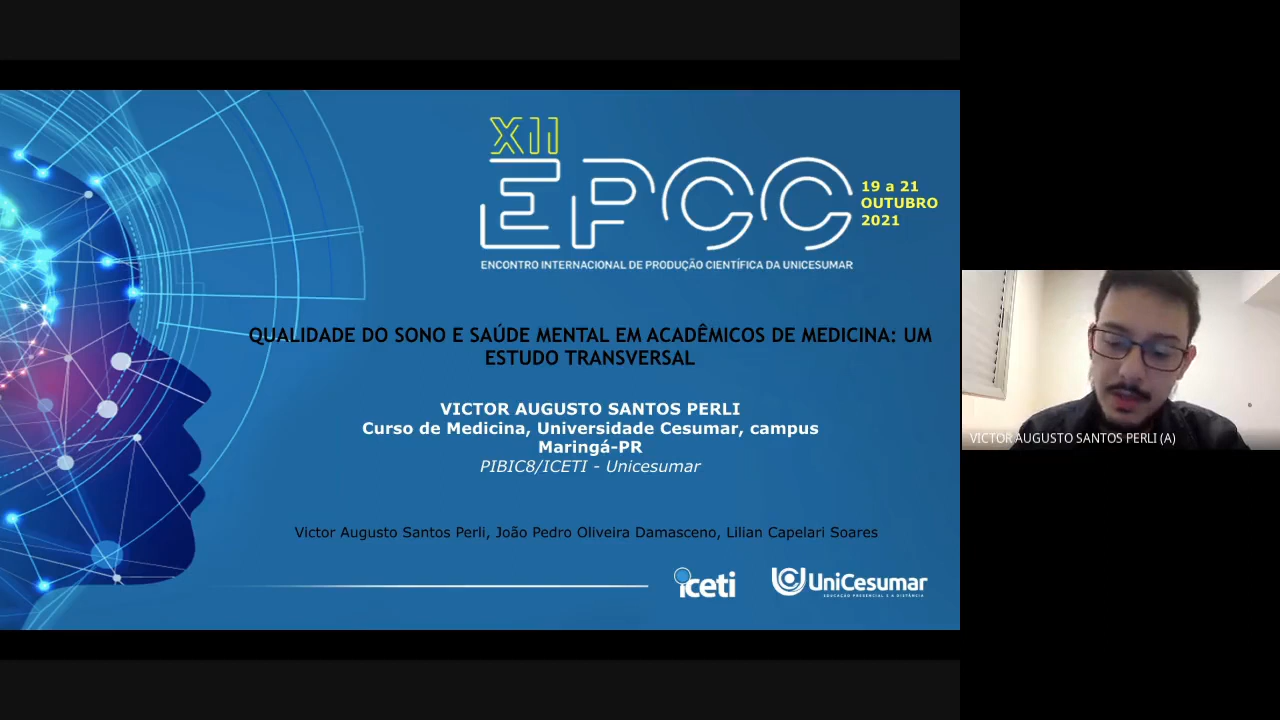 XII
EPCC
19 a 21
OUTUBRO
2021
ENCONTRO INTERNACIONAL DE PRODUÇÃO CIENTÍFICA DA UNICESUMAR
QUALIDADE DO SONO E SAÚDE MENTAL EM ACADÊMICOS DE MEDICINA: UM
ESTUDO TRANSVERSAL
VICTOR AUGUSTO SANTOS PERLI
Curso de Medicina, Universidade Cesumar, campus
Maringá-PR
PIBIC8/ICETI - Unicesumar
Victor Augusto Santos Perli, João Pedro Oliveira Damasceno, Lilian Capelari Soares
iceti
UniCesumar
EDUCAÇÃO PRESENCIAL E A DISTÂNCIA
VICTOR AUGUSTO SANTOS PERLI (A)